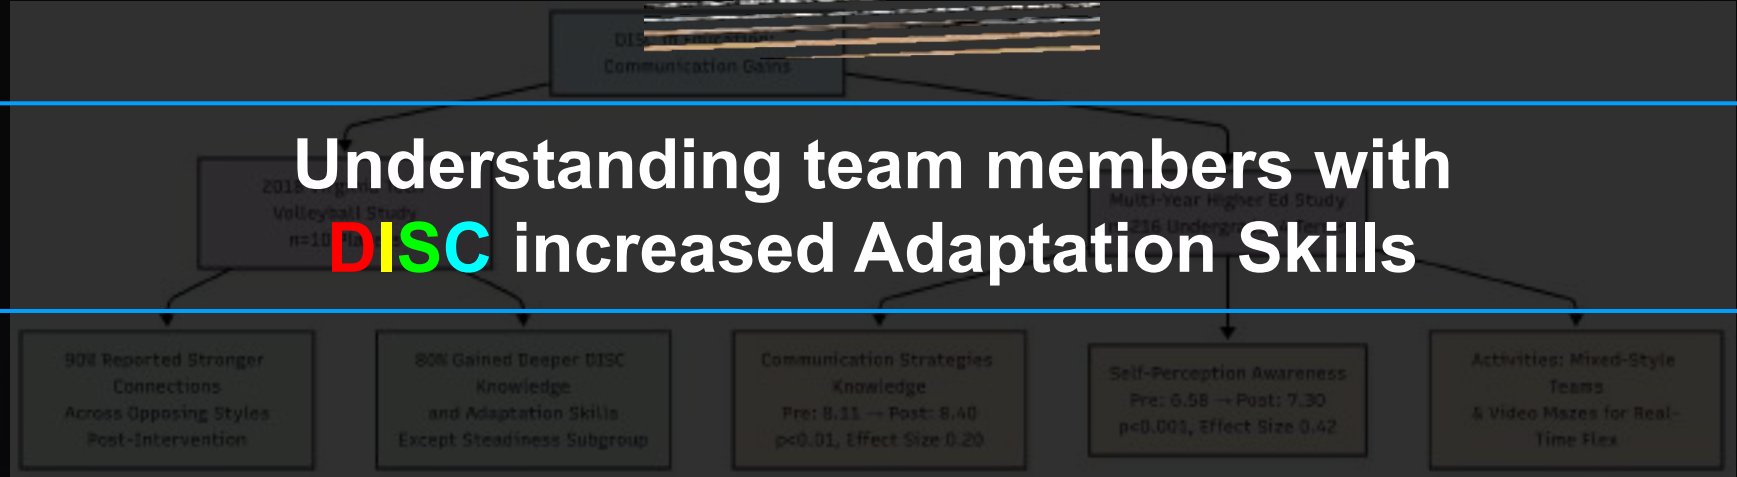 DISC in Education:
Communication Gains
Understanding team members with
DISC increased Adaptation Skills
2018
Volleyball Study
Multi-Year Higher Ed Study
90% Reported Stronger
Connections
Across Opposing Styles
Post-Intervention
80% Gained Deeper DISC
Knowledge
and Adaptation Skills
Except Steadiness Subgroup
Communication Strategies
Knowledge
Pre: 8.11 → Post: 8.40
p<0.01, Effect Size 0.20
Self-Perception Awareness
Pre: 6.58 → Post: 7.30
p<0.001, Effect Size 0.42
Activities: Mixed-Style
Teams
& Video Mazes for Real-
Time Flex